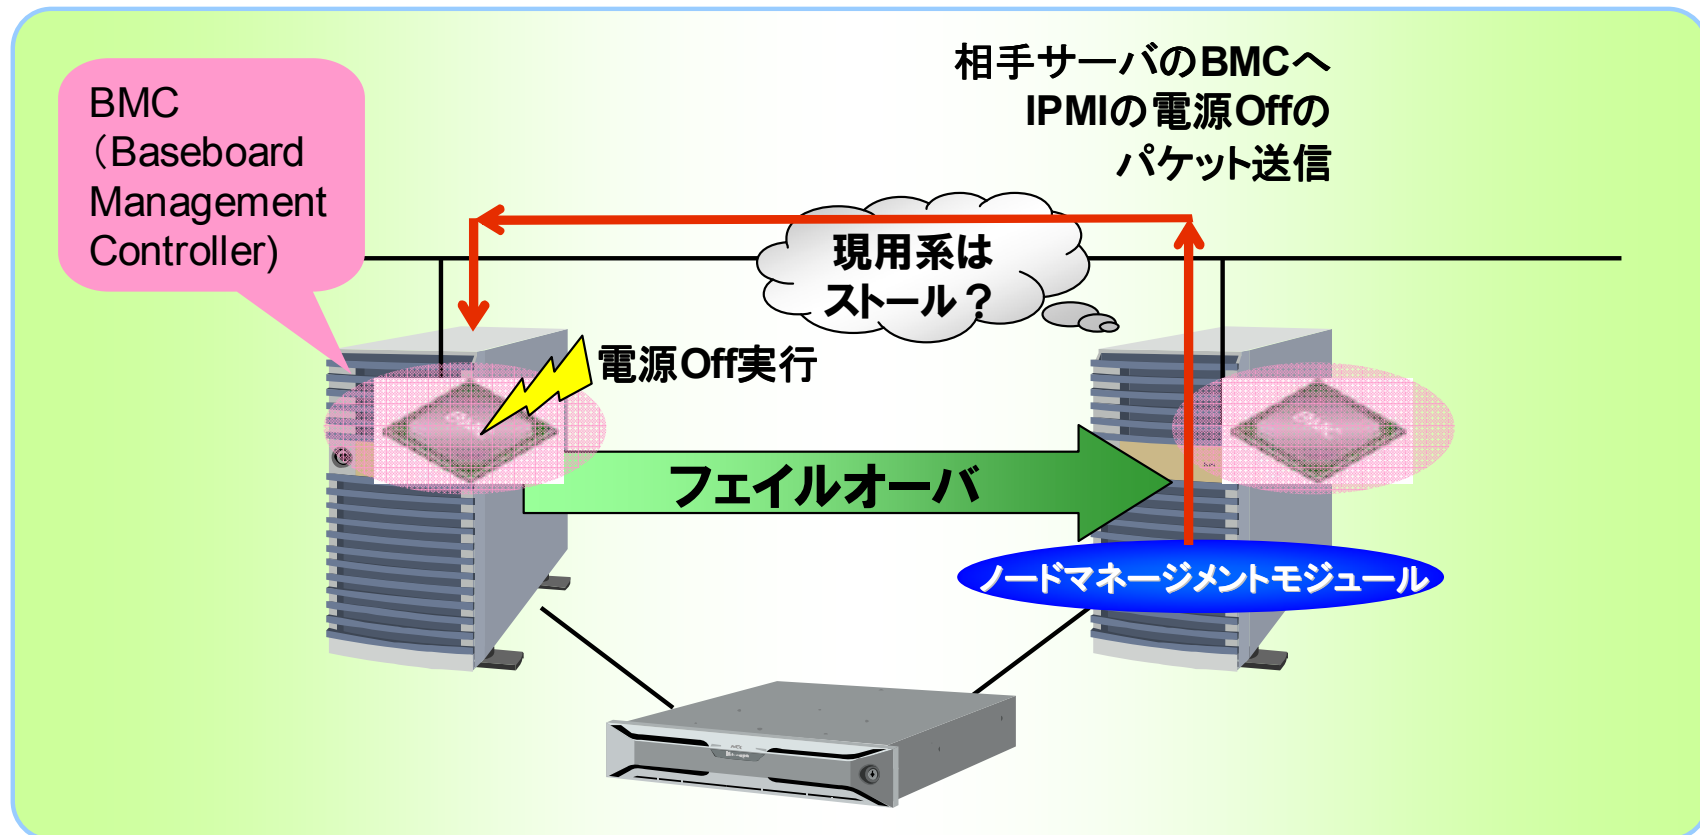 BMC
（Baseboard
Management
Controller)
相手サーバのBMCへ
IPMIの電源Offの
パケット送信
現用系は
ストール？
電源Off実行
フェイルオーバ
ノードマネージメントモジュール
BMC